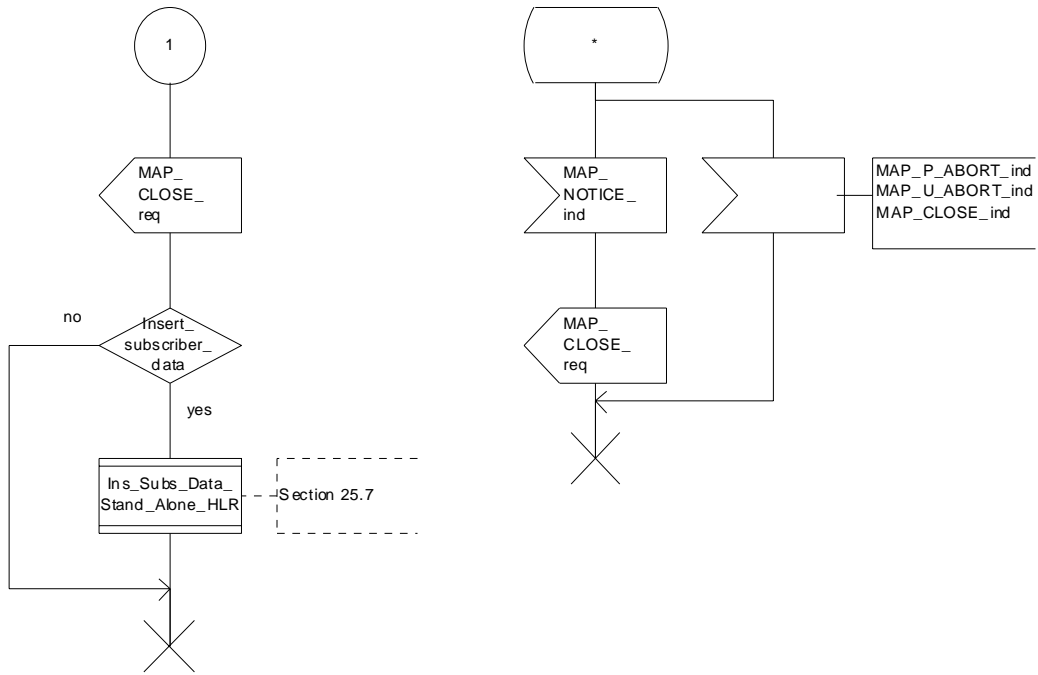 1
MAP_
CLOSE_
req
no
Insert_
subscriber_
data
yes
Ins_Subs_Data_
Stand_Alone_HLR
Section 25.7
*
MAP_
NOTICE_
ind
MAP_P_ABORT_ind
MAP_U_ABORT_ind
MAP_CLOSE_ind
MAP_
CLOSE_
req